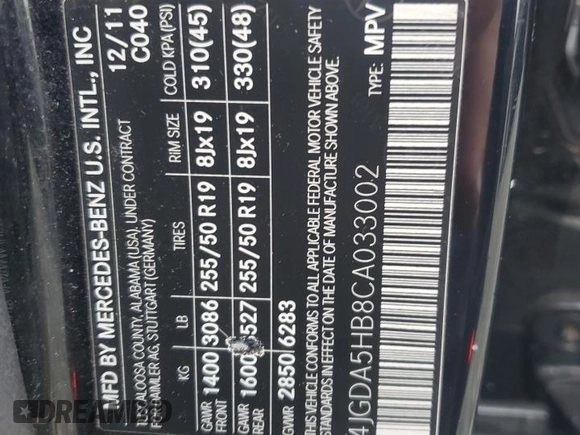 MFD BY MERCEDES-BENZ U.S. INTL., INC
TUSCALOOSA COUNTY, ALABAMA (USA), UNDER CONTRACT
FOR DAIMLER AG, STUTTGART (GERMANY)
12/11
C040
KG LB TIRES RIM SIZE COLD KPA (PSI)
GAWR FRONT 1400 3086 255/50 R19 8Jx19 310(45)
GAWR REAR 1600 527 255/50 R19 8Jx19 330(48)
GVWR 2850 6283
THIS VEHICLE CONFORMS TO ALL APPLICABLE FEDERAL MOTOR VEHICLE SAFETY
STANDARDS IN EFFECT ON THE DATE OF MANUFACTURE SHOWN ABOVE.
4JGDA5HB8CA033002
TYPE: MPV